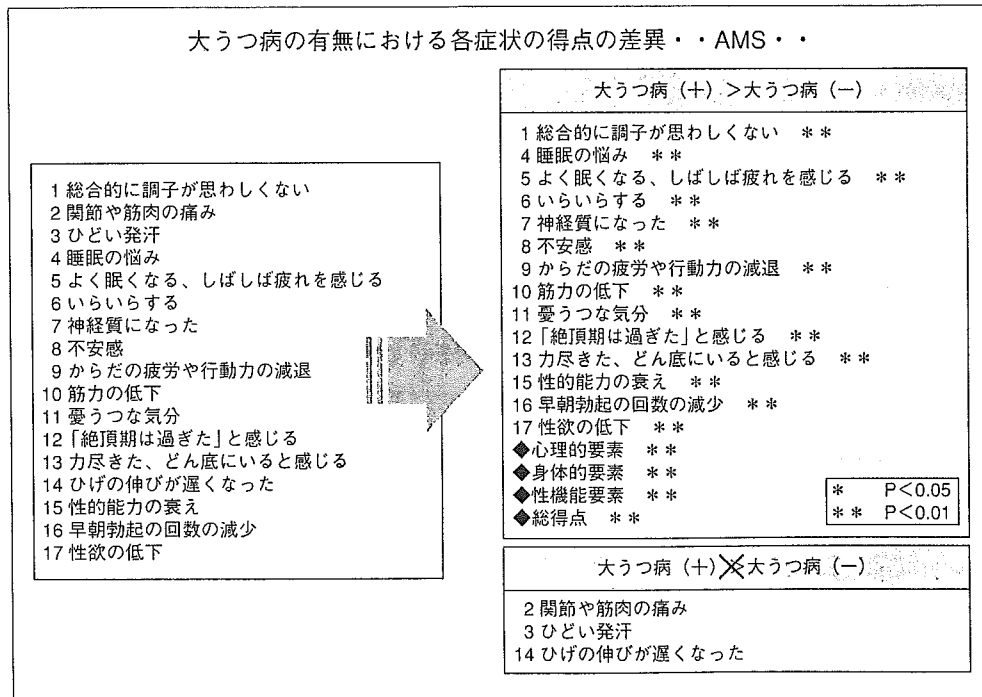 大うつ病の有無における各症状の得点の差異・・AMS・・
1 総合的に調子が思わしくない
2 関節や筋肉の痛み
3 ひどい発汗
4 睡眠の悩み
5 よく眠くなる、しばしば疲れを感じる
6 いらいらする
7 神経質になった
8 不安感
9 からだの疲労や行動力の減退
10 筋力の低下
11 憂うつな気分
12 「絶頂期は過ぎた」と感じる
13 力尽きた、どん底にいると感じる
14 ひげの伸びが遅くなった
15 性的能力の衰え
16 早朝勃起の回数の減少
17 性欲の低下
大うつ病（＋）＞大うつ病（－）
1 総合的に調子が思わしくない ＊＊
4 睡眠の悩み ＊＊
5 よく眠くなる、しばしば疲れを感じる ＊＊
6 いらいらする ＊＊
7 神経質になった ＊＊
8 不安感 ＊＊
9 からだの疲労や行動力の減退 ＊＊
10 筋力の低下 ＊＊
11 憂うつな気分 ＊＊
12 「絶頂期は過ぎた」と感じる ＊＊
13 力尽きた、どん底にいると感じる ＊＊
15 性的能力の衰え ＊＊
16 早朝勃起の回数の減少 ＊＊
17 性欲の低下 ＊＊
◆心理的要素 ＊＊
◆身体的要素 ＊＊
◆性機能要素 ＊＊
◆総得点 ＊＊
＊ P＜0.05
＊＊ P＜0.01
大うつ病（＋）≯大うつ病（－）
2 関節や筋肉の痛み
3 ひどい発汗
14 ひげの伸びが遅くなった